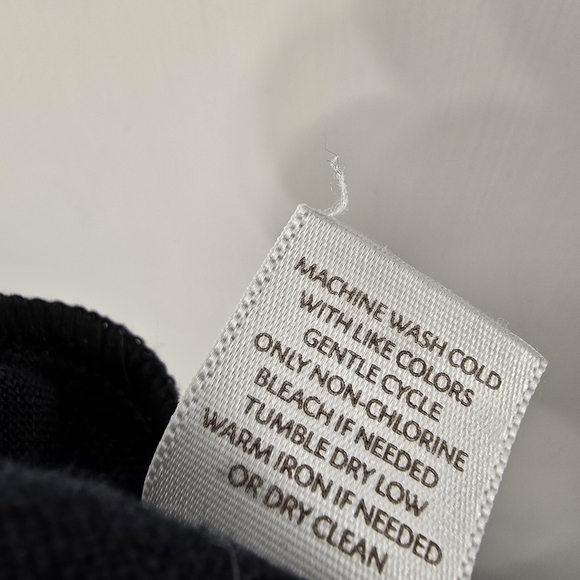 MACHINE WASH COLD
WITH LIKE COLORS
GENTLE CYCLE
ONLY NON-CHLORINE
BLEACH IF NEEDED
TUMBLE DRY LOW
WARM IRON IF NEEDED
OR DRY CLEAN